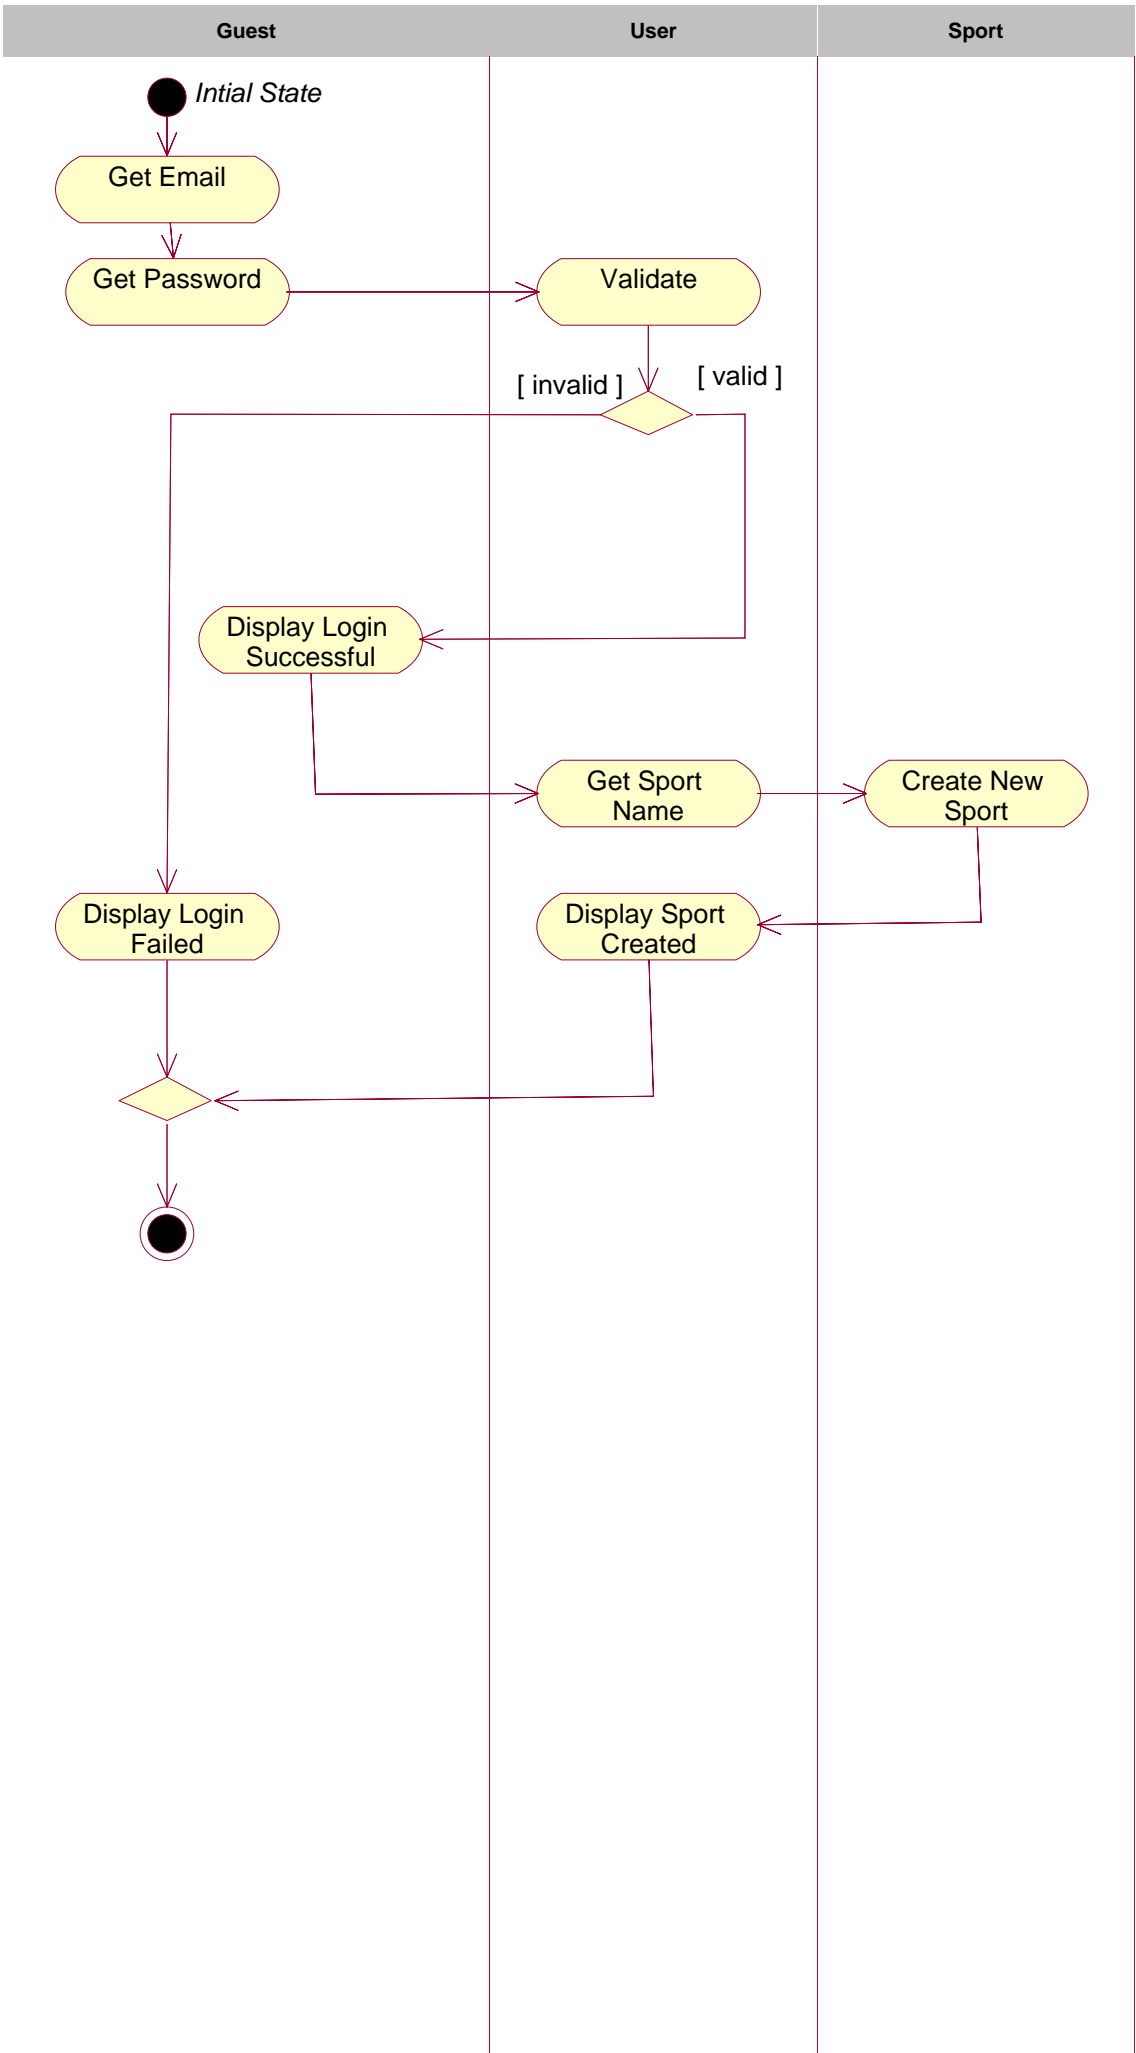 Guest
User
Sport
Intial State
Get Email
Get Password
Validate
[ invalid ]
[ valid ]
Display Login
Successful
Get Sport
Name
Create New
Sport
Display Login
Failed
Display Sport
Created